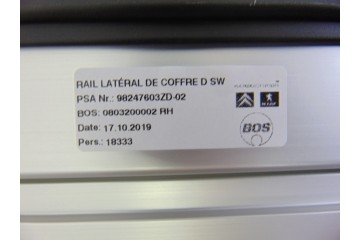 RAIL LATÉRAL DE COFFRE D SW
PSA Nr.: 98247603ZD-02
BOS: 0803200002 RH
Date: 17.10.2019
Pers.: 18333
BOS